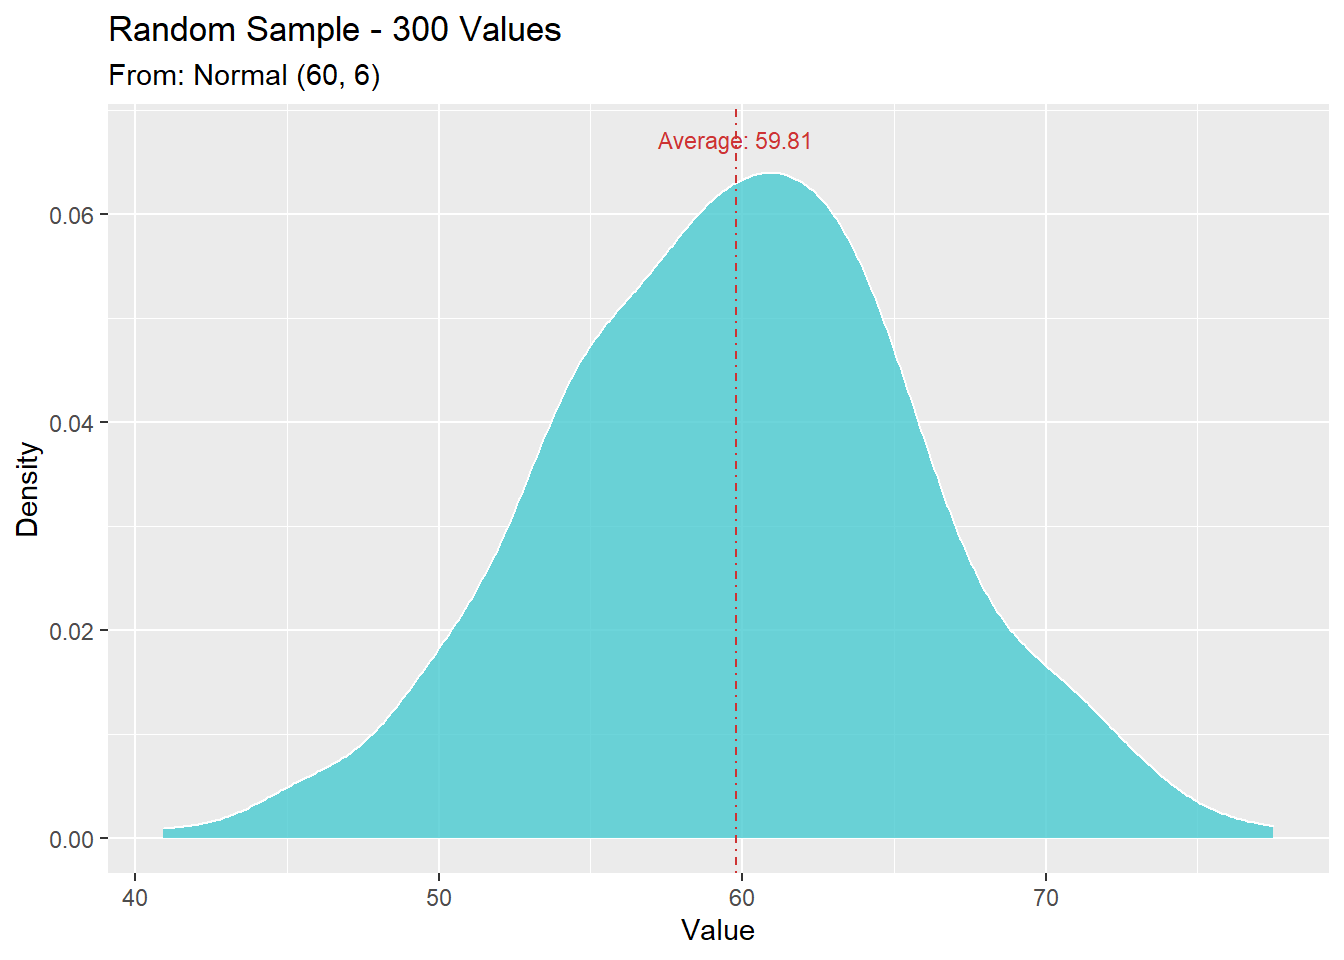 Random Sample - 300 Values
From: Normal (60, 6)
Average: 59.81
0.06
0.04
0.02
0.00
Density
40 50 60 70
Value